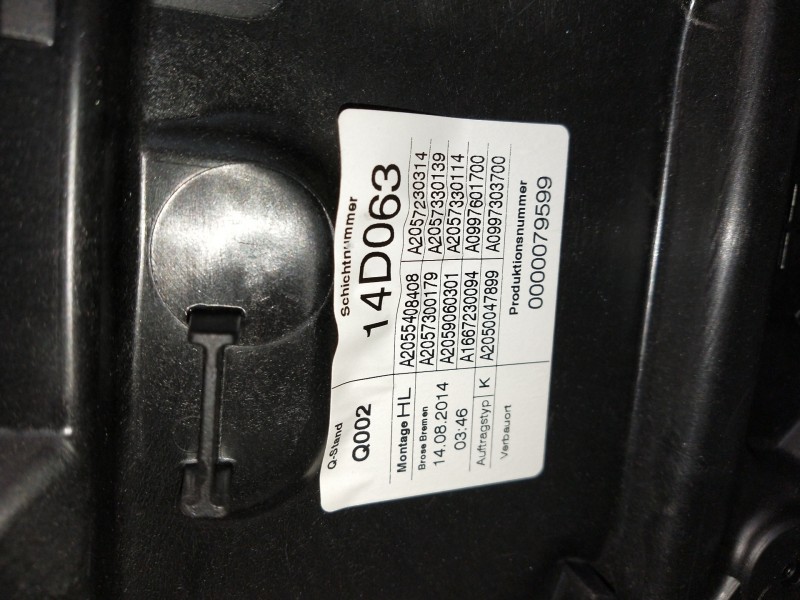 Q-Stand
Schichtnummer
Q002
14D063
Montage HL
A2055408408
A2057230314
Brose Bremen
A2057300179
A2057330139
14.08.2014
A2059060301
A2057330114
03:46
A1667230094
A0997601700
Auftragstyp K
A2050047899
A0997303700
Verbauort
Produktionsnummer
0000079599